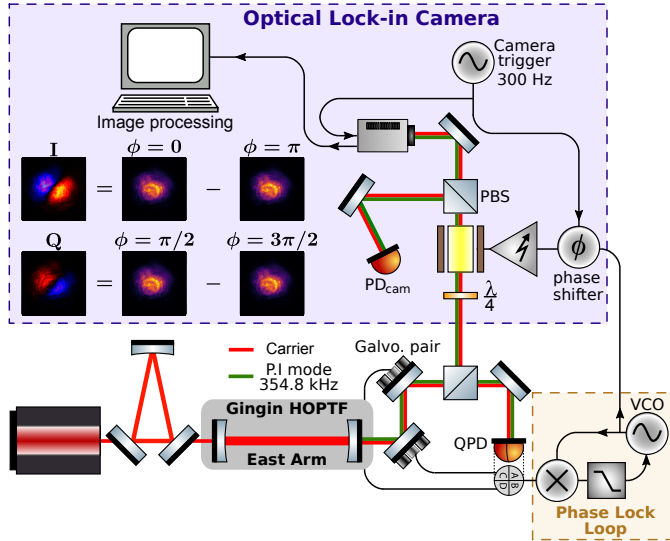 Optical Lock-in Camera
Camera
trigger
300 Hz
Image processing
I
ϕ = 0
ϕ = π
=
−
PBS
Q
ϕ = π/2
ϕ = 3π/2
=
−
PD_cam
λ/4
ϕ
phase
shifter
Carrier
P.I mode
354.8 kHz
Galvo. pair
Gingin HOPTF
East Arm
QPD
A B
C D
VCO
Phase Lock
Loop